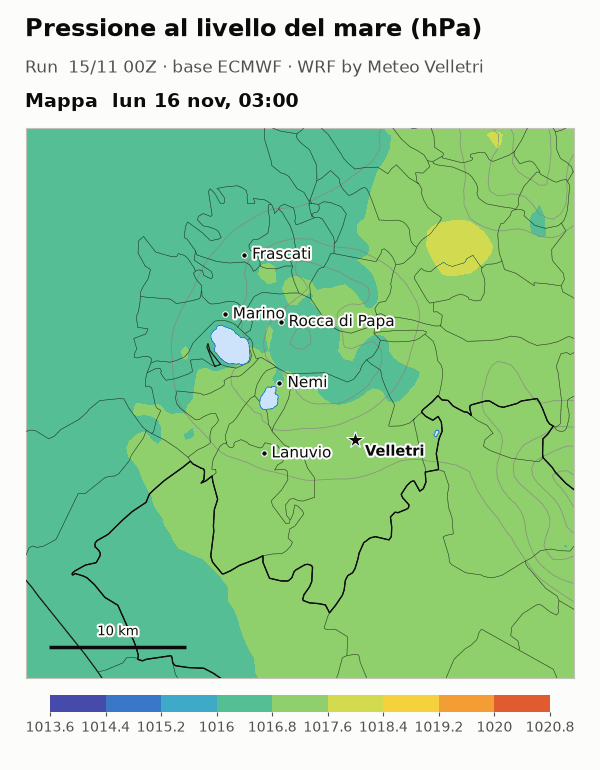 Pressione al livello del mare (hPa)
Run  15/11 00Z · base ECMWF · WRF by Meteo Velletri
Mappa  lun 16 nov, 03:00
Frascati
Marino
Rocca di Papa
Nemi
Velletri
Lanuvio
10 km
1013.6 1014.4 1015.2 1016 1016.8 1017.6 1018.4 1019.2 1020 1020.8